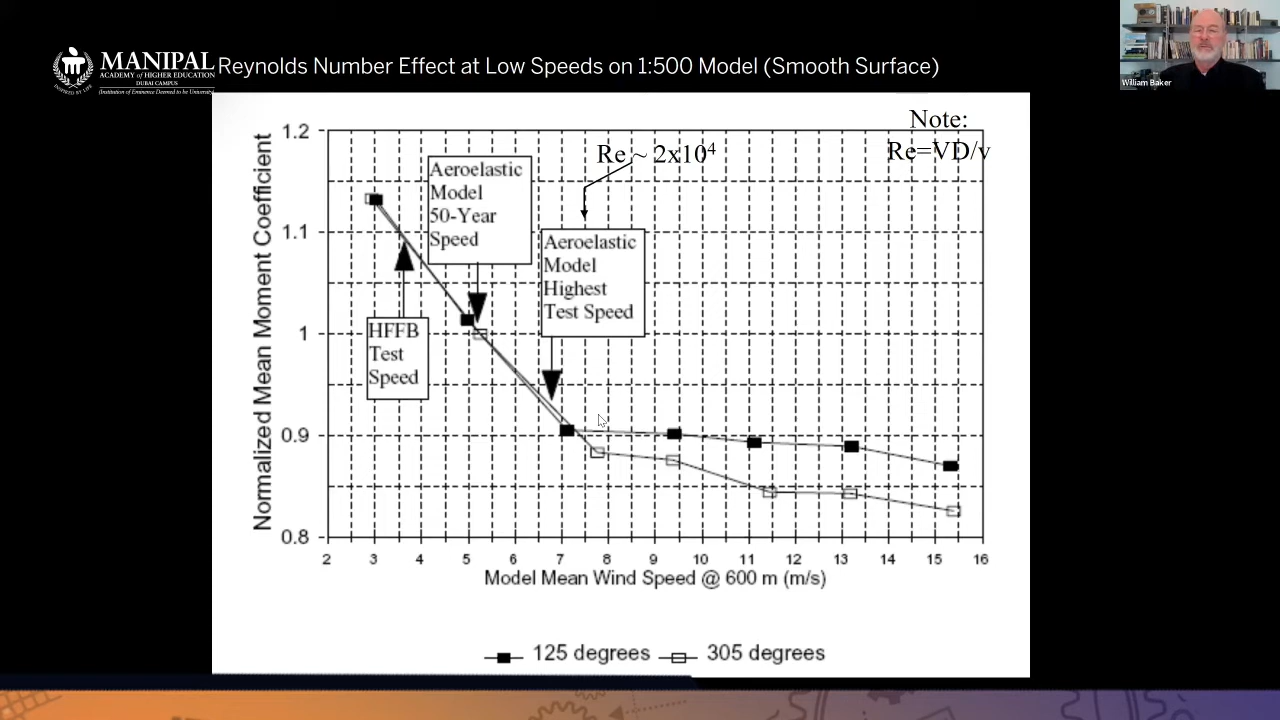 MANIPAL
ACADEMY of HIGHER EDUCATION
DUBAI CAMPUS
(Institution of Eminence Deemed to be University)
INSPIRED BY LIFE
Reynolds Number Effect at Low Speeds on 1:500 Model (Smooth Surface)
William Baker
Note:
Re=VD/ν
Re ~ 2x10⁴
Aeroelastic
Model
50-Year
Speed
Aeroelastic
Model
Highest
Test Speed
HFFB
Test
Speed
Normalized Mean Moment Coefficient
1.2
1.1
1
0.9
0.8
2 3 4 5 6 7 8 9 10 11 12 13 14 15 16
Model Mean Wind Speed @ 600 m (m/s)
125 degrees 305 degrees